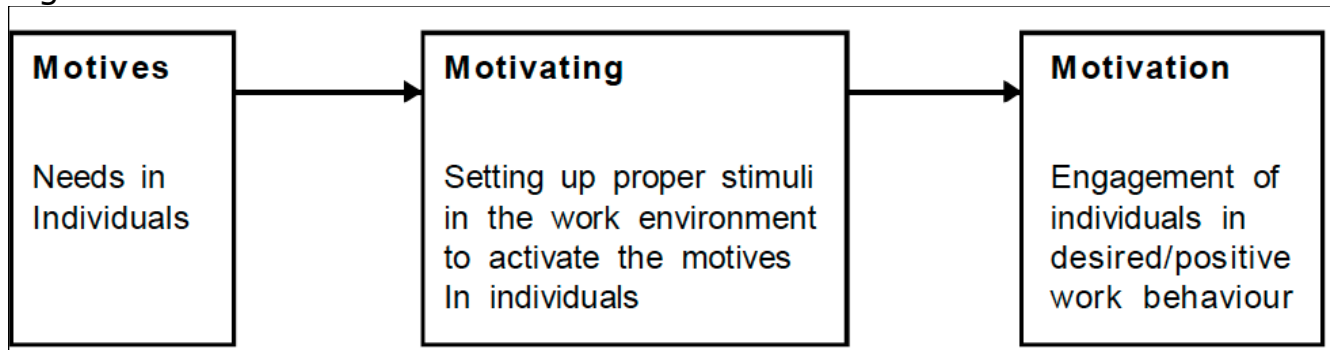 Motives
Needs in
Individuals
Motivating
Setting up proper stimuli
in the work environment
to activate the motives
In individuals
Motivation
Engagement of
individuals in
desired/positive
work behaviour